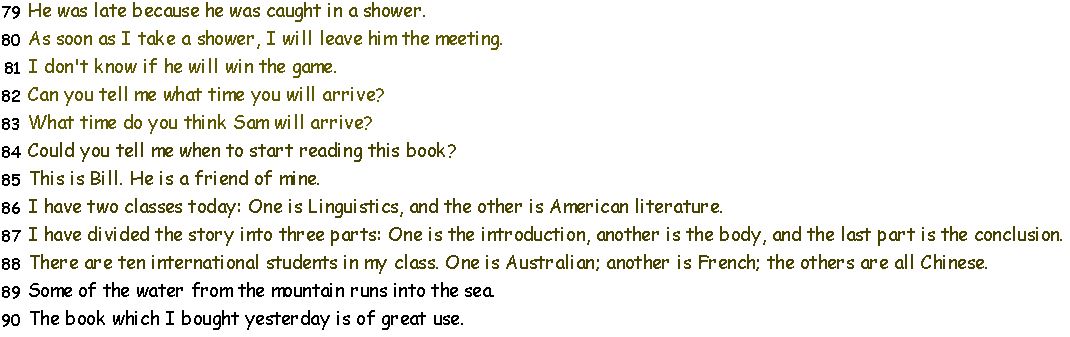 79 He was late because he was caught in a shower.
80 As soon as I take a shower, I will leave him the meeting.
81 I don't know if he will win the game.
82 Can you tell me what time you will arrive?
83 What time do you think Sam will arrive?
84 Could you tell me when to start reading this book?
85 This is Bill. He is a friend of mine.
86 I have two classes today: One is Linguistics, and the other is American literature.
87 I have divided the story into three parts: One is the introduction, another is the body, and the last part is the conclusion.
88 There are ten international students in my class. One is Australian; another is French; the others are all Chinese.
89 Some of the water from the mountain runs into the sea.
90 The book which I bought yesterday is of great use.